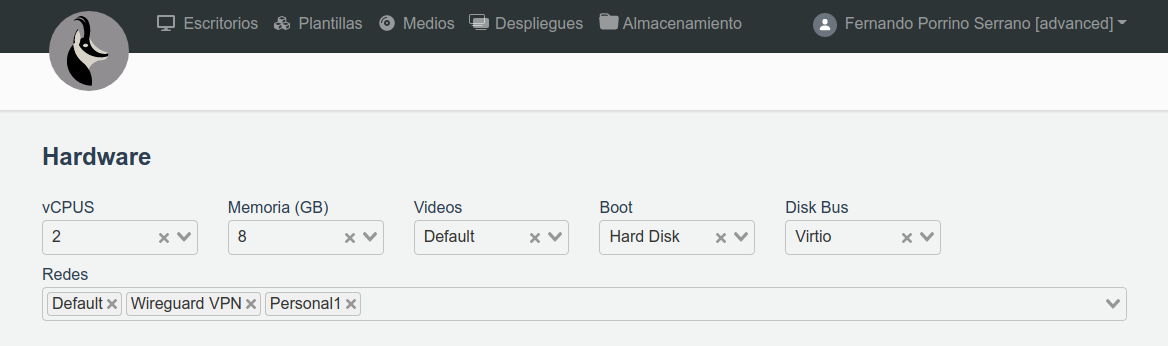 Escritorios Plantillas Medios Despliegues Almacenamiento Fernando Porrino Serrano [advanced]
Hardware
vCPUS Memoria (GB) Videos Boot Disk Bus
2 8 Default Hard Disk Virtio
Redes
Default Wireguard VPN Personal1